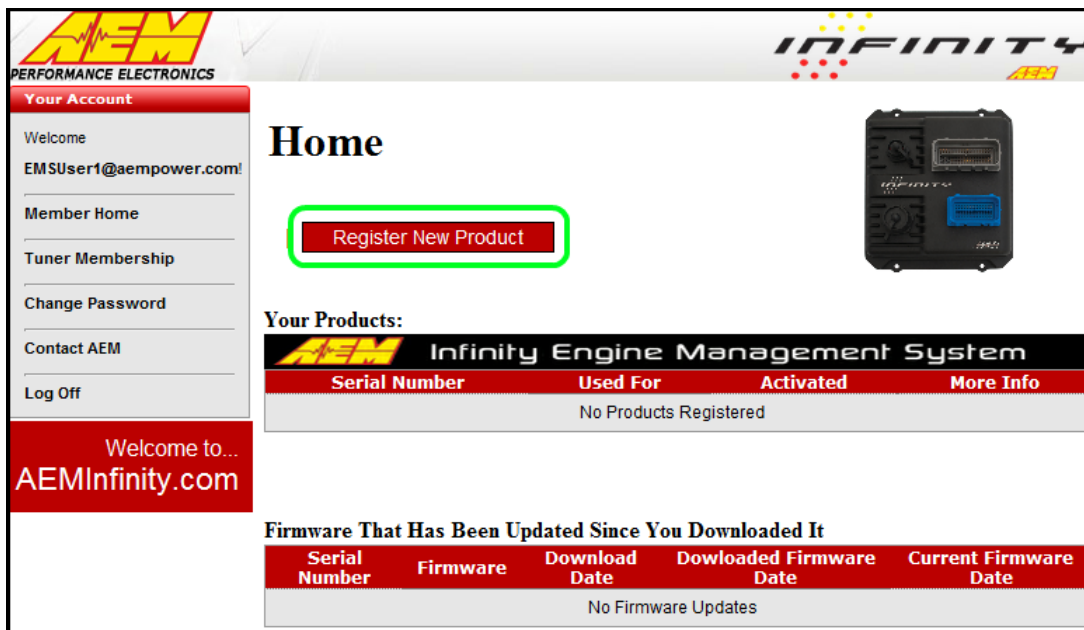 AEM
PERFORMANCE ELECTRONICS
INFINITY
AEM
Your Account
Welcome
EMSUser1@aempower.com!
Member Home
Tuner Membership
Change Password
Contact AEM
Log Off
Welcome to...
AEMInfinity.com
Home
INFINITY
AEM
Register New Product
Your Products:
AEM Infinity Engine Management System
Serial Number Used For Activated More Info
No Products Registered
Firmware That Has Been Updated Since You Downloaded It
Serial Number Firmware Download Date Dowloaded Firmware Date Current Firmware Date
No Firmware Updates